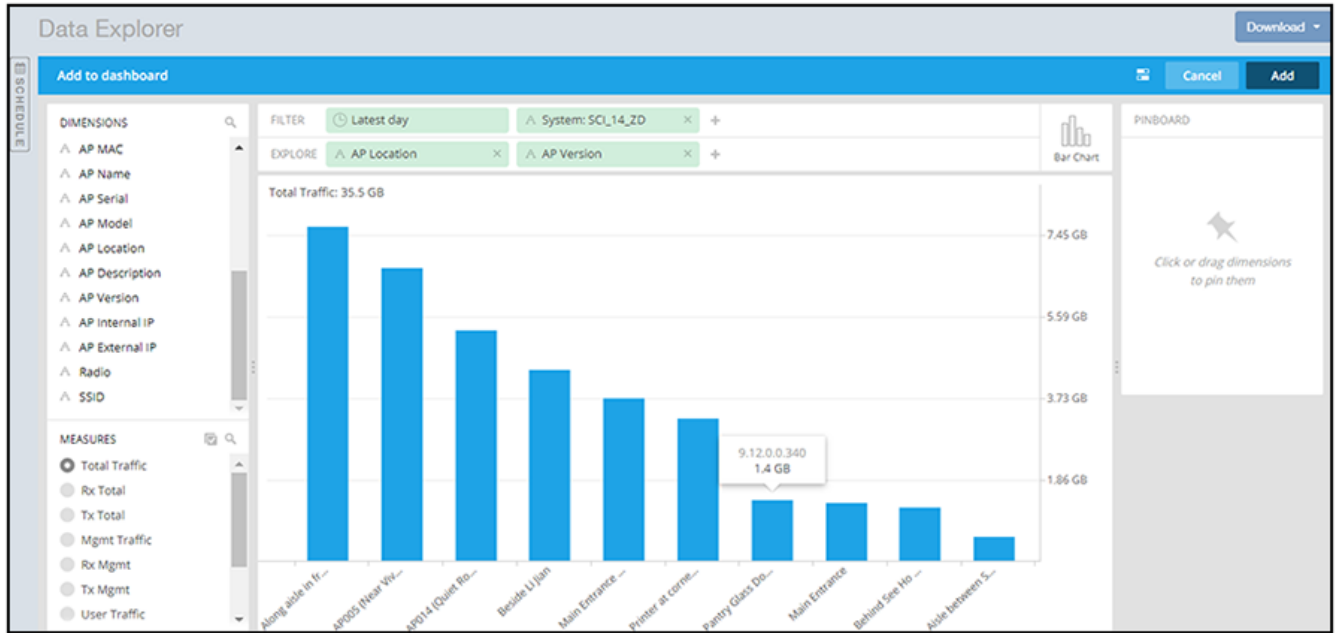 Data Explorer
Download
SCHEDULE
Add to dashboard
Cancel
Add
DIMENSIONS
AP MAC
AP Name
AP Serial
AP Model
AP Location
AP Description
AP Version
AP Internal IP
AP External IP
Radio
SSID
MEASURES
Total Traffic
Rx Total
Tx Total
Mgmt Traffic
Rx Mgmt
Tx Mgmt
User Traffic
FILTER Latest day System: SCI_14_ZD
EXPLORE AP Location AP Version
Bar Chart
Total Traffic: 35.5 GB
7.45 GB
5.59 GB
3.73 GB
1.86 GB
9.12.0.0.340
1.4 GB
Along aisle in fr...
AP005 (Near Viv...
AP014 (Quiet Ro...
Beside Li Jian
Main Entrance ...
Printer at corne...
Pantry Glass Do...
Main Entrance
Behind See Ho ...
Aisle between S...
PINBOARD
Click or drag dimensions
to pin them